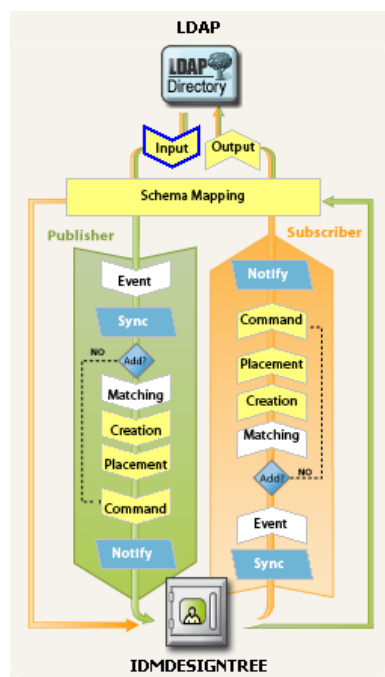 LDAP
LDAP
Directory
Input
Output
Schema Mapping
Publisher
Event
Sync
NO
Add?
Matching
Creation
Placement
Command
Notify
Subscriber
Notify
Command
Placement
Creation
Matching
Add?
NO
Event
Sync
IDMDESIGNTREE